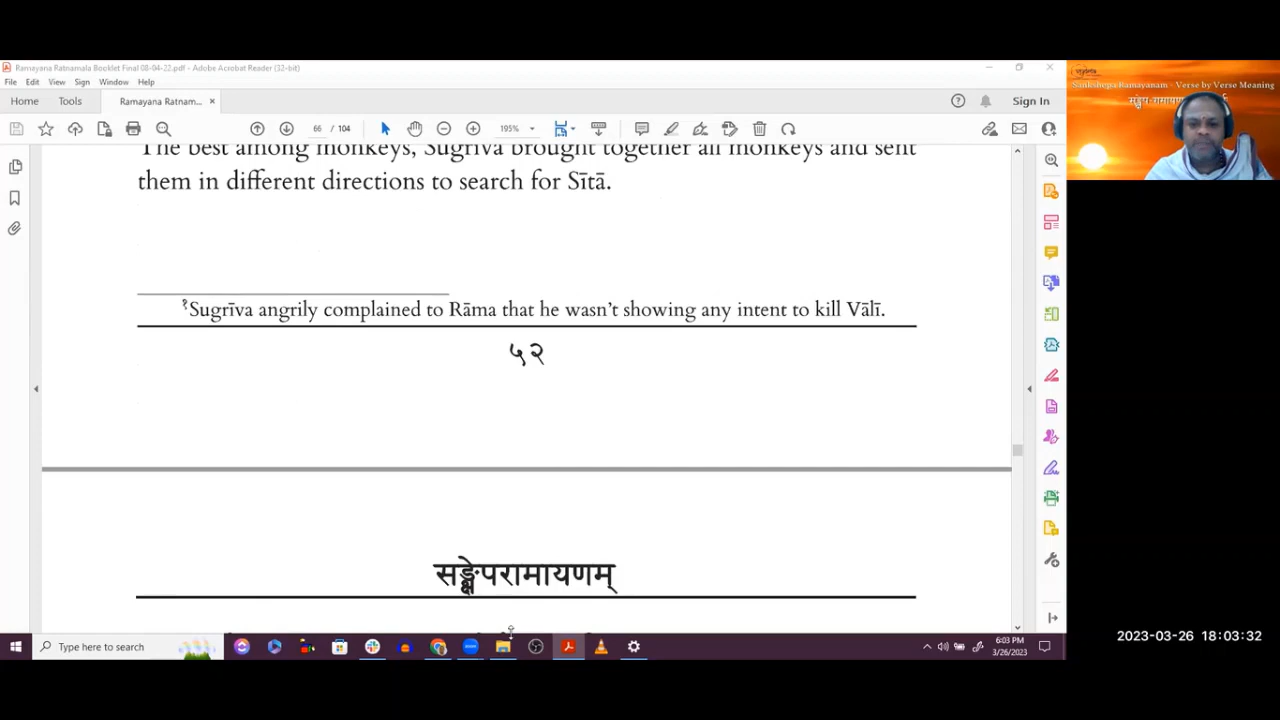 Ramayana Ratnamala Booklet Final 08-04-22.pdf - Adobe Acrobat Reader (32-bit)
File Edit View Sign Window Help
Home Tools Ramayana Ratnam... × Sign In
66 / 104 195%
The best among monkeys, Sugrīva brought together all monkeys and sent
them in different directions to search for Sītā.
१Sugrīva angrily complained to Rāma that he wasn't showing any intent to kill Vālī.
५२
सङ्क्षेपरामायणम्
Sankshepa Ramayanam - Verse by Verse Meaning
Type here to search
6:03 PM
3/26/2023
2023-03-26 18:03:32